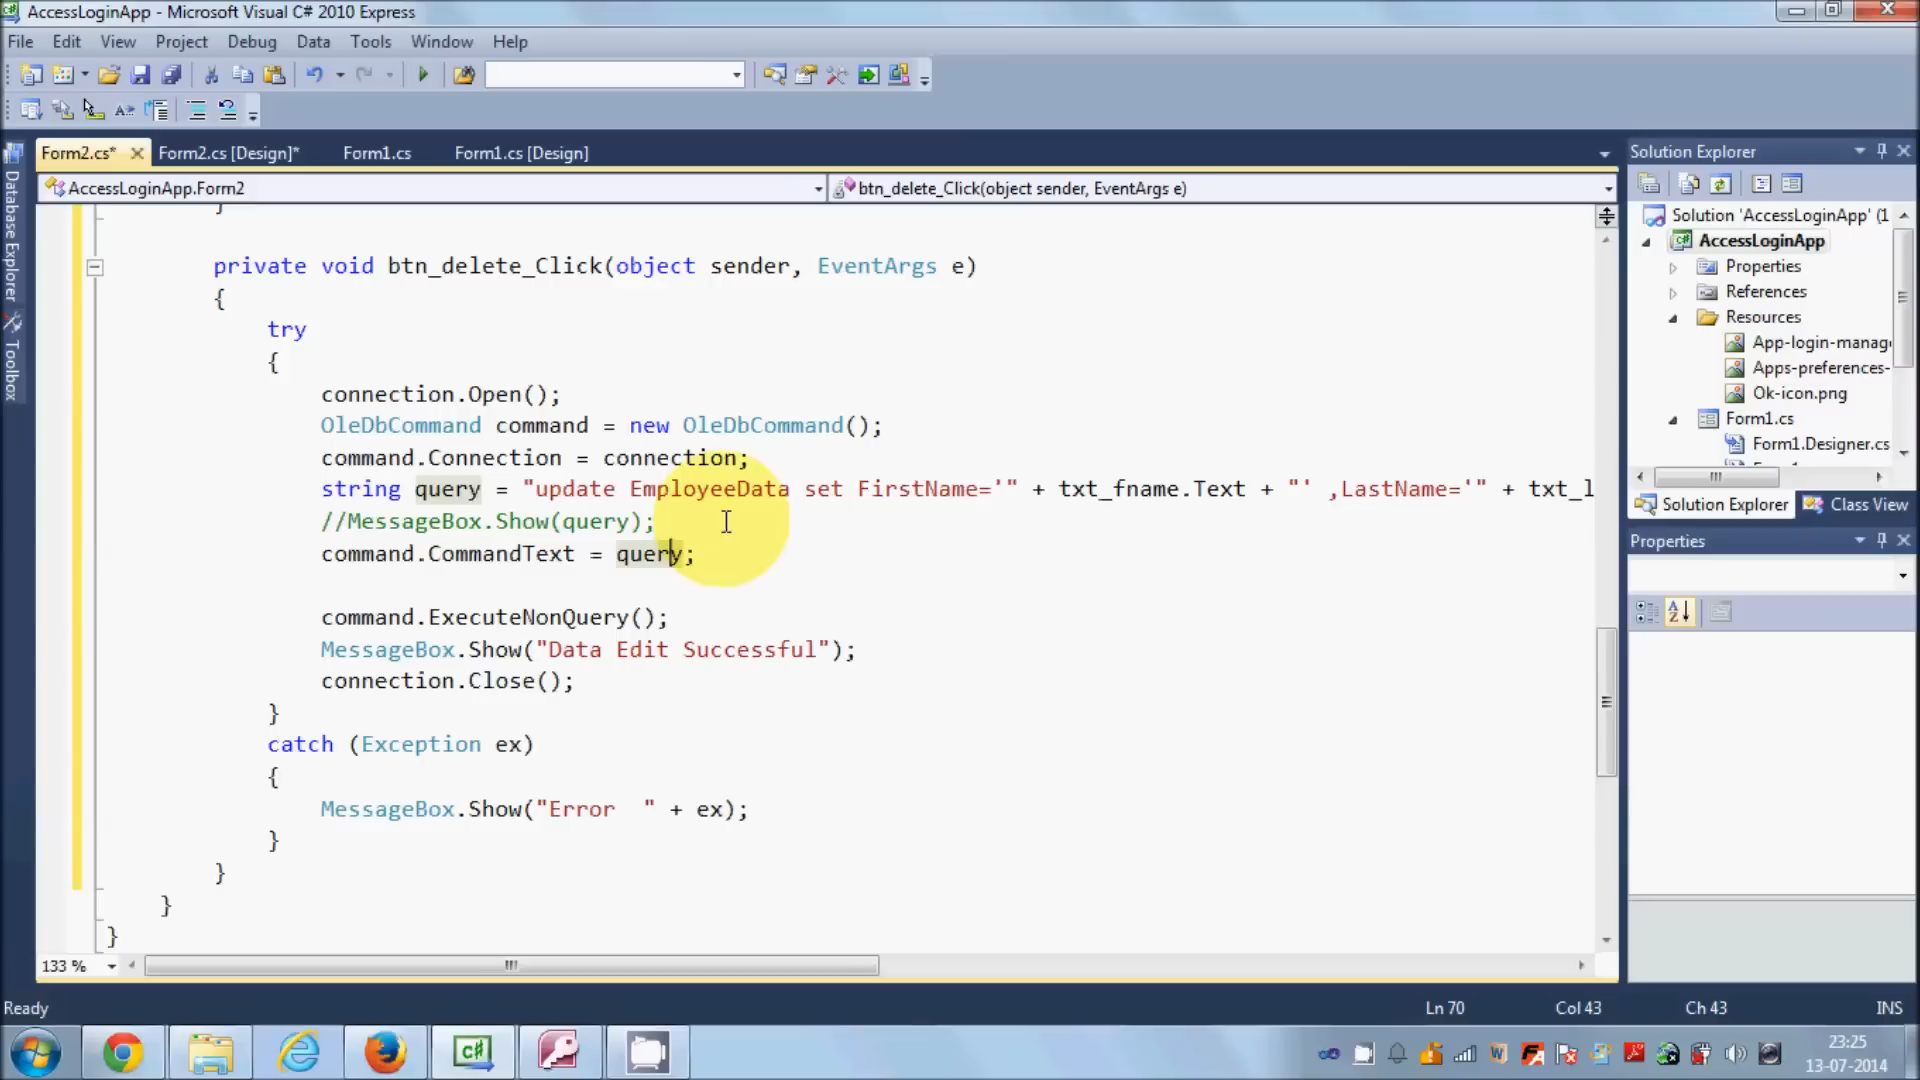 AccessLoginApp - Microsoft Visual C# 2010 Express
File Edit View Project Debug Data Tools Window Help
Form2.cs* Form2.cs [Design]* Form1.cs Form1.cs [Design]
AccessLoginApp.Form2 btn_delete_Click(object sender, EventArgs e)
Database Explorer
Toolbox
}
private void btn_delete_Click(object sender, EventArgs e)
{
try
{
connection.Open();
OleDbCommand command = new OleDbCommand();
command.Connection = connection;
string query = "update EmployeeData set FirstName='" + txt_fname.Text + "' ,LastName='" + txt_l
//MessageBox.Show(query);
command.CommandText = query;
command.ExecuteNonQuery();
MessageBox.Show("Data Edit Successful");
connection.Close();
}
catch (Exception ex)
{
MessageBox.Show("Error  " + ex);
}
}
}
}
133 %
Solution Explorer
Solution 'AccessLoginApp' (1
AccessLoginApp
Properties
References
Resources
App-login-manag
Apps-preferences-
Ok-icon.png
Form1.cs
Form1.Designer.cs
Solution Explorer Class View
Properties
Ready Ln 70 Col 43 Ch 43 INS
23:25
13-07-2014